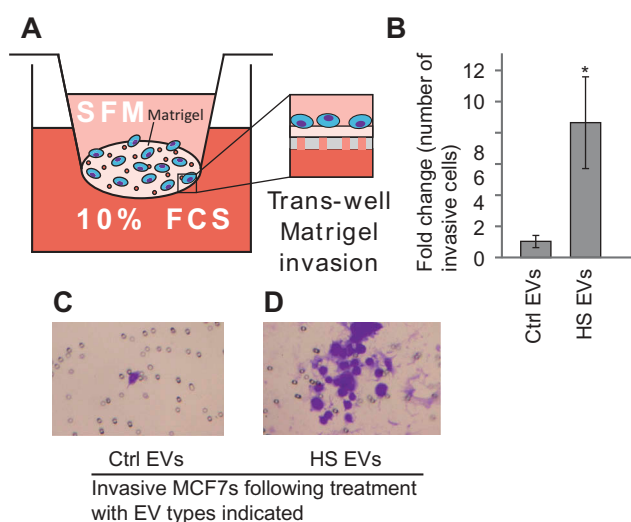 A
SFM
Matrigel
10% FCS
Trans-well
Matrigel
invasion
B
Fold change (number of
invasive cells)
12
10
8
6
4
2
0
*
Ctrl EVs
HS EVs
C
D
Ctrl EVs
HS EVs
Invasive MCF7s following treatment
with EV types indicated